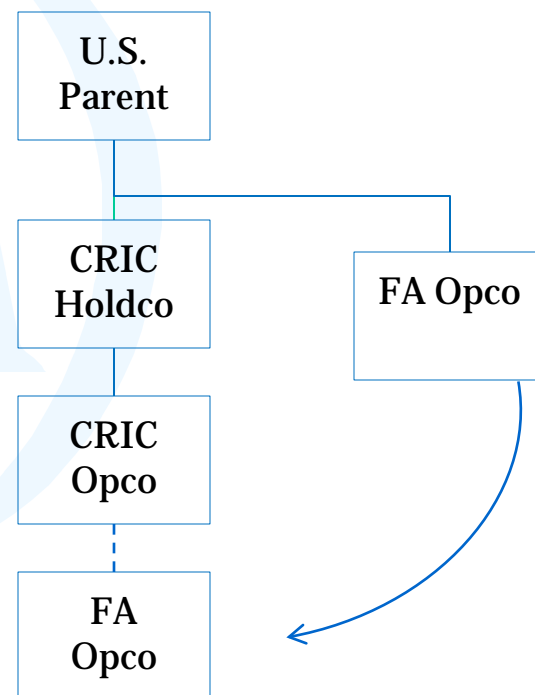 U.S.
Parent
CRIC
Holdco
FA Opco
CRIC
Opco
FA
Opco